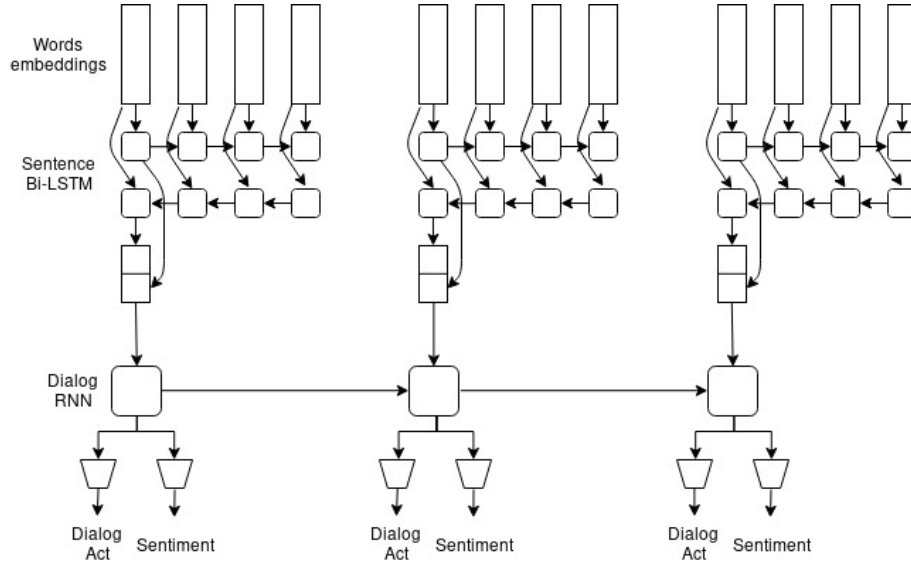 Words
embeddings
Sentence
Bi-LSTM
Dialog
RNN
Dialog
Act
Sentiment
Dialog
Act
Sentiment
Dialog
Act
Sentiment